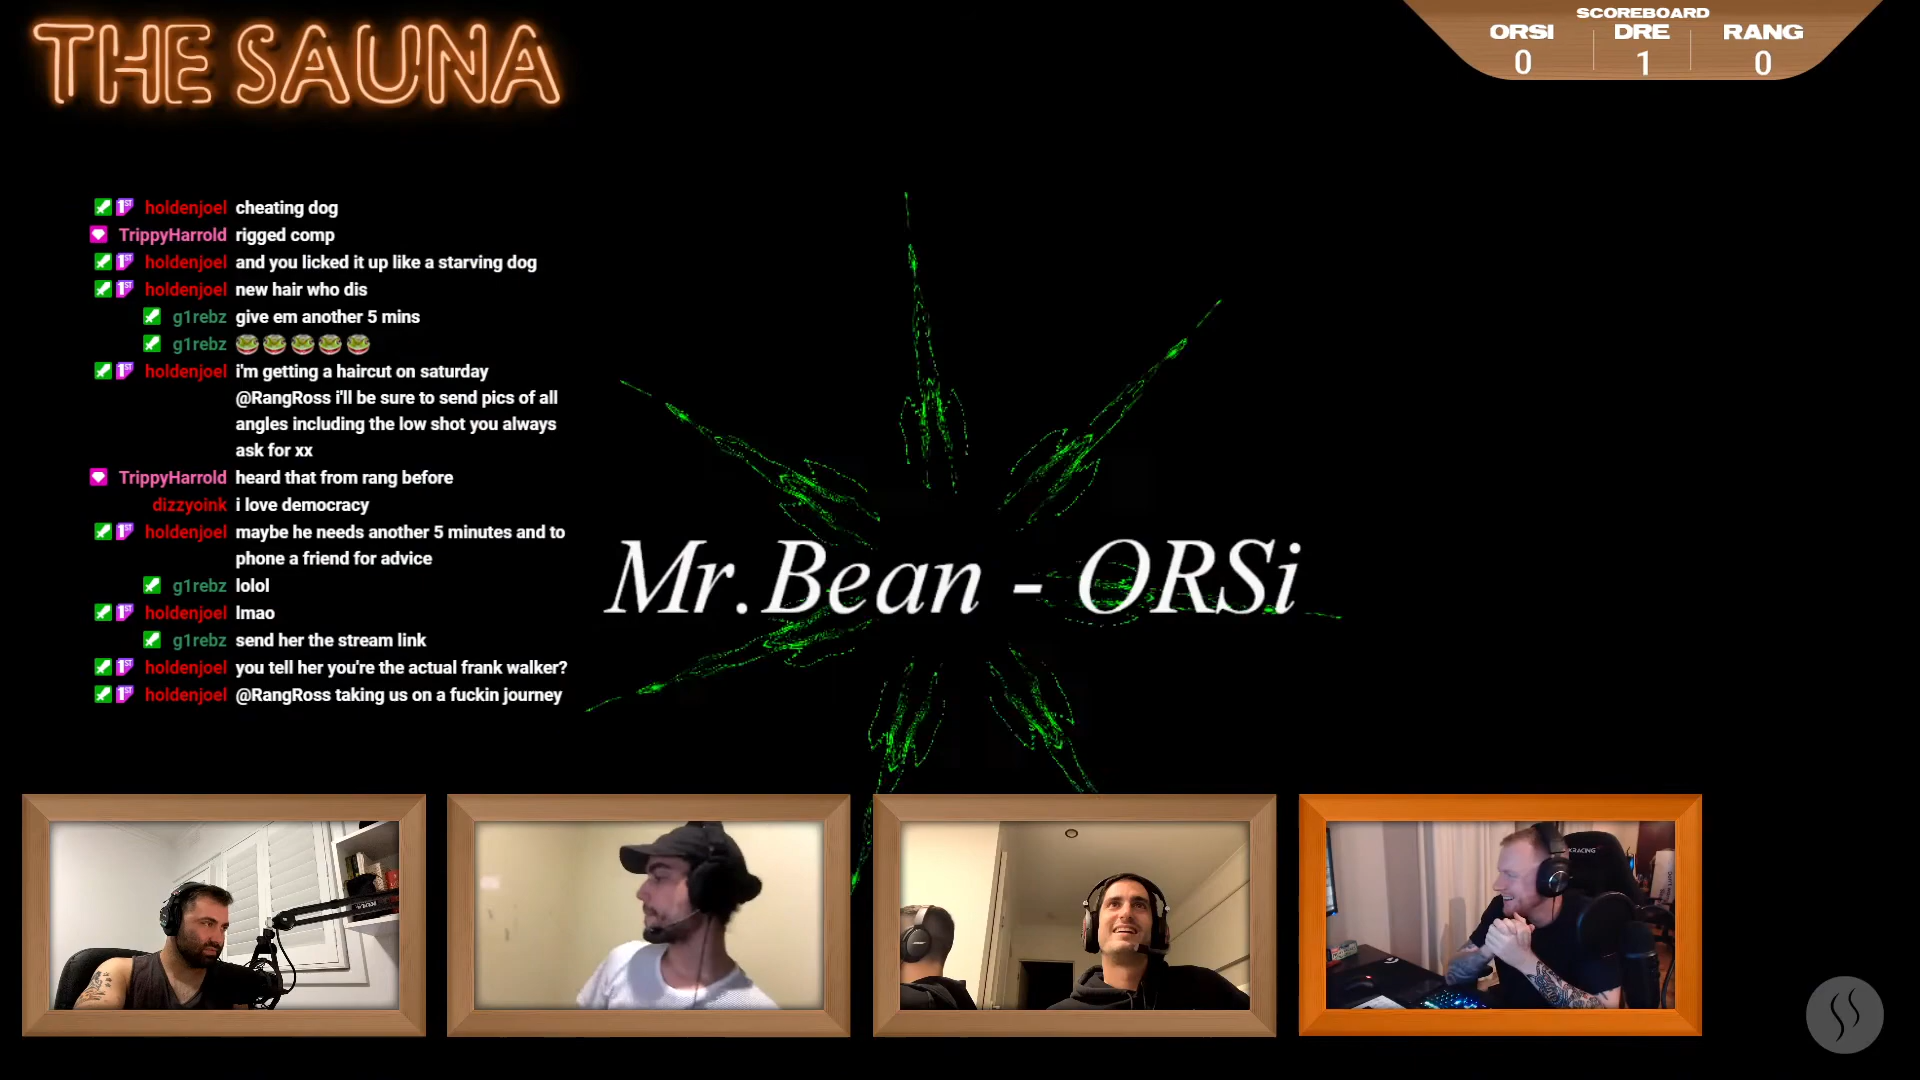 THE SAUNA
SCOREBOARD
ORSI DRE RANG
0 1 0
holdenjoel cheating dog
TrippyHarrold rigged comp
holdenjoel and you licked it up like a starving dog
holdenjoel new hair who dis
g1rebz give em another 5 mins
g1rebz
holdenjoel i'm getting a haircut on saturday
@RangRoss i'll be sure to send pics of all
angles including the low shot you always
ask for xx
TrippyHarrold heard that from rang before
dizzyoink i love democracy
holdenjoel maybe he needs another 5 minutes and to
phone a friend for advice
g1rebz lolol
holdenjoel lmao
g1rebz send her the stream link
holdenjoel you tell her you're the actual frank walker?
holdenjoel @RangRoss taking us on a fuckin journey
Mr.Bean - ORSi